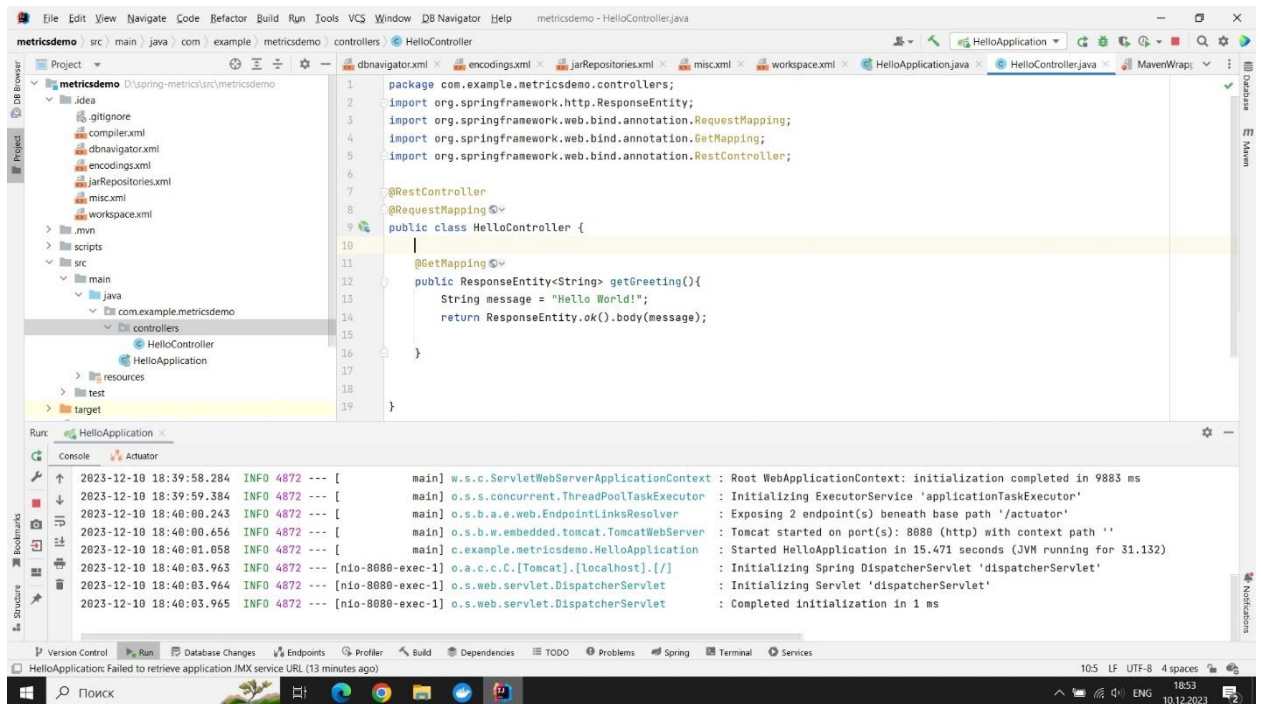 File Edit View Navigate Code Refactor Build Run Tools VCS Window DB Navigator Help metricsdemo - HelloController.java
metricsdemo src main java com example metricsdemo controllers HelloController HelloApplication
Project dbnavigator.xml encodings.xml jarRepositories.xml misc.xml workspace.xml HelloApplication.java HelloController.java MavenWrap
DB Browser
Project
metricsdemo D:\spring-metrics\src\metricsdemo
.idea
.gitignore
compiler.xml
dbnavigator.xml
encodings.xml
jarRepositories.xml
misc.xml
workspace.xml
.mvn
scripts
src
main
java
com.example.metricsdemo
controllers
HelloController
HelloApplication
resources
test
target
1 package com.example.metricsdemo.controllers;
2 import org.springframework.http.ResponseEntity;
3 import org.springframework.web.bind.annotation.RequestMapping;
4 import org.springframework.web.bind.annotation.GetMapping;
5 import org.springframework.web.bind.annotation.RestController;
6
7 @RestController
8 @RequestMapping
9 public class HelloController {
10
11 @GetMapping
12 public ResponseEntity<String> getGreeting(){
13 String message = "Hello World!";
14 return ResponseEntity.ok().body(message);
15
16 }
17
18
19 }
Database
m Maven
Notifications
Run: HelloApplication
Console Actuator
2023-12-10 18:39:58.284 INFO 4872 --- [ main] w.s.c.ServletWebServerApplicationContext : Root WebApplicationContext: initialization completed in 9883 ms
2023-12-10 18:39:59.384 INFO 4872 --- [ main] o.s.s.concurrent.ThreadPoolTaskExecutor : Initializing ExecutorService 'applicationTaskExecutor'
2023-12-10 18:40:00.243 INFO 4872 --- [ main] o.s.b.a.e.web.EndpointLinksResolver : Exposing 2 endpoint(s) beneath base path '/actuator'
2023-12-10 18:40:00.656 INFO 4872 --- [ main] o.s.b.w.embedded.tomcat.TomcatWebServer : Tomcat started on port(s): 8080 (http) with context path ''
2023-12-10 18:40:01.058 INFO 4872 --- [ main] c.example.metricsdemo.HelloApplication : Started HelloApplication in 15.471 seconds (JVM running for 31.132)
2023-12-10 18:40:03.963 INFO 4872 --- [nio-8080-exec-1] o.a.c.c.C.[Tomcat].[localhost].[/] : Initializing Spring DispatcherServlet 'dispatcherServlet'
2023-12-10 18:40:03.964 INFO 4872 --- [nio-8080-exec-1] o.s.web.servlet.DispatcherServlet : Initializing Servlet 'dispatcherServlet'
2023-12-10 18:40:03.965 INFO 4872 --- [nio-8080-exec-1] o.s.web.servlet.DispatcherServlet : Completed initialization in 1 ms
Bookmarks
Structure
Version Control Run Database Changes Endpoints Profiler Build Dependencies TODO Problems Spring Terminal Services
HelloApplication: Failed to retrieve application JMX service URL (13 minutes ago) 10:5 LF UTF-8 4 spaces
Поиск ENG 18:53
10.12.2023 2